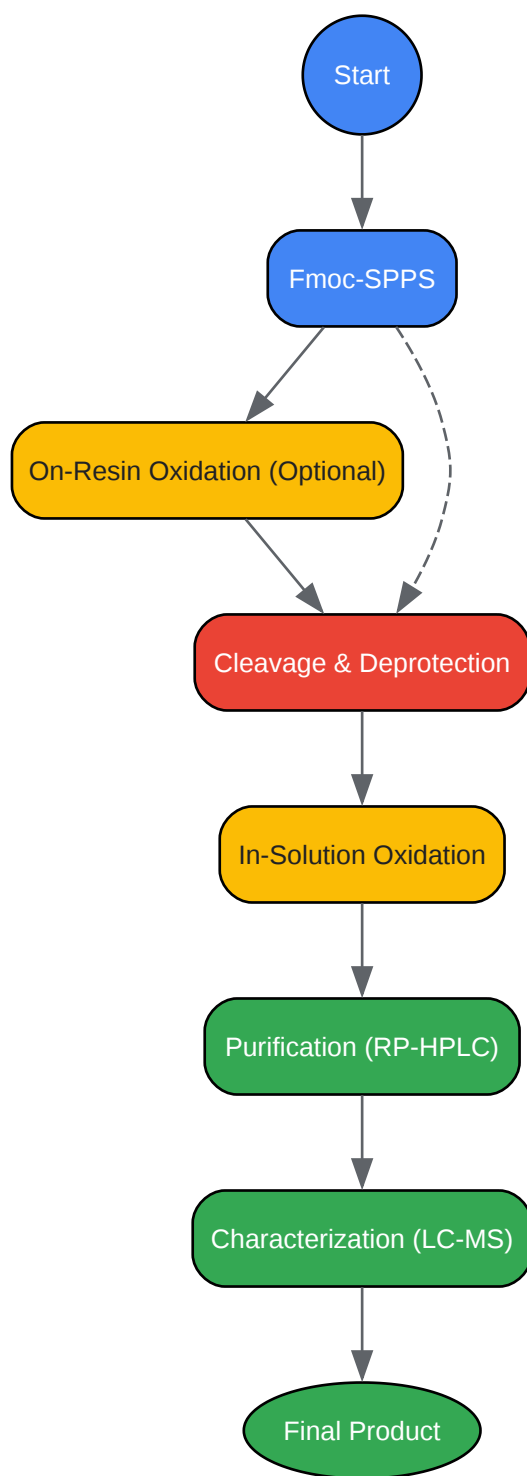 Start
Fmoc-SPPS
On-Resin Oxidation (Optional)
Cleavage & Deprotection
In-Solution Oxidation
Purification (RP-HPLC)
Characterization (LC-MS)
Final Product